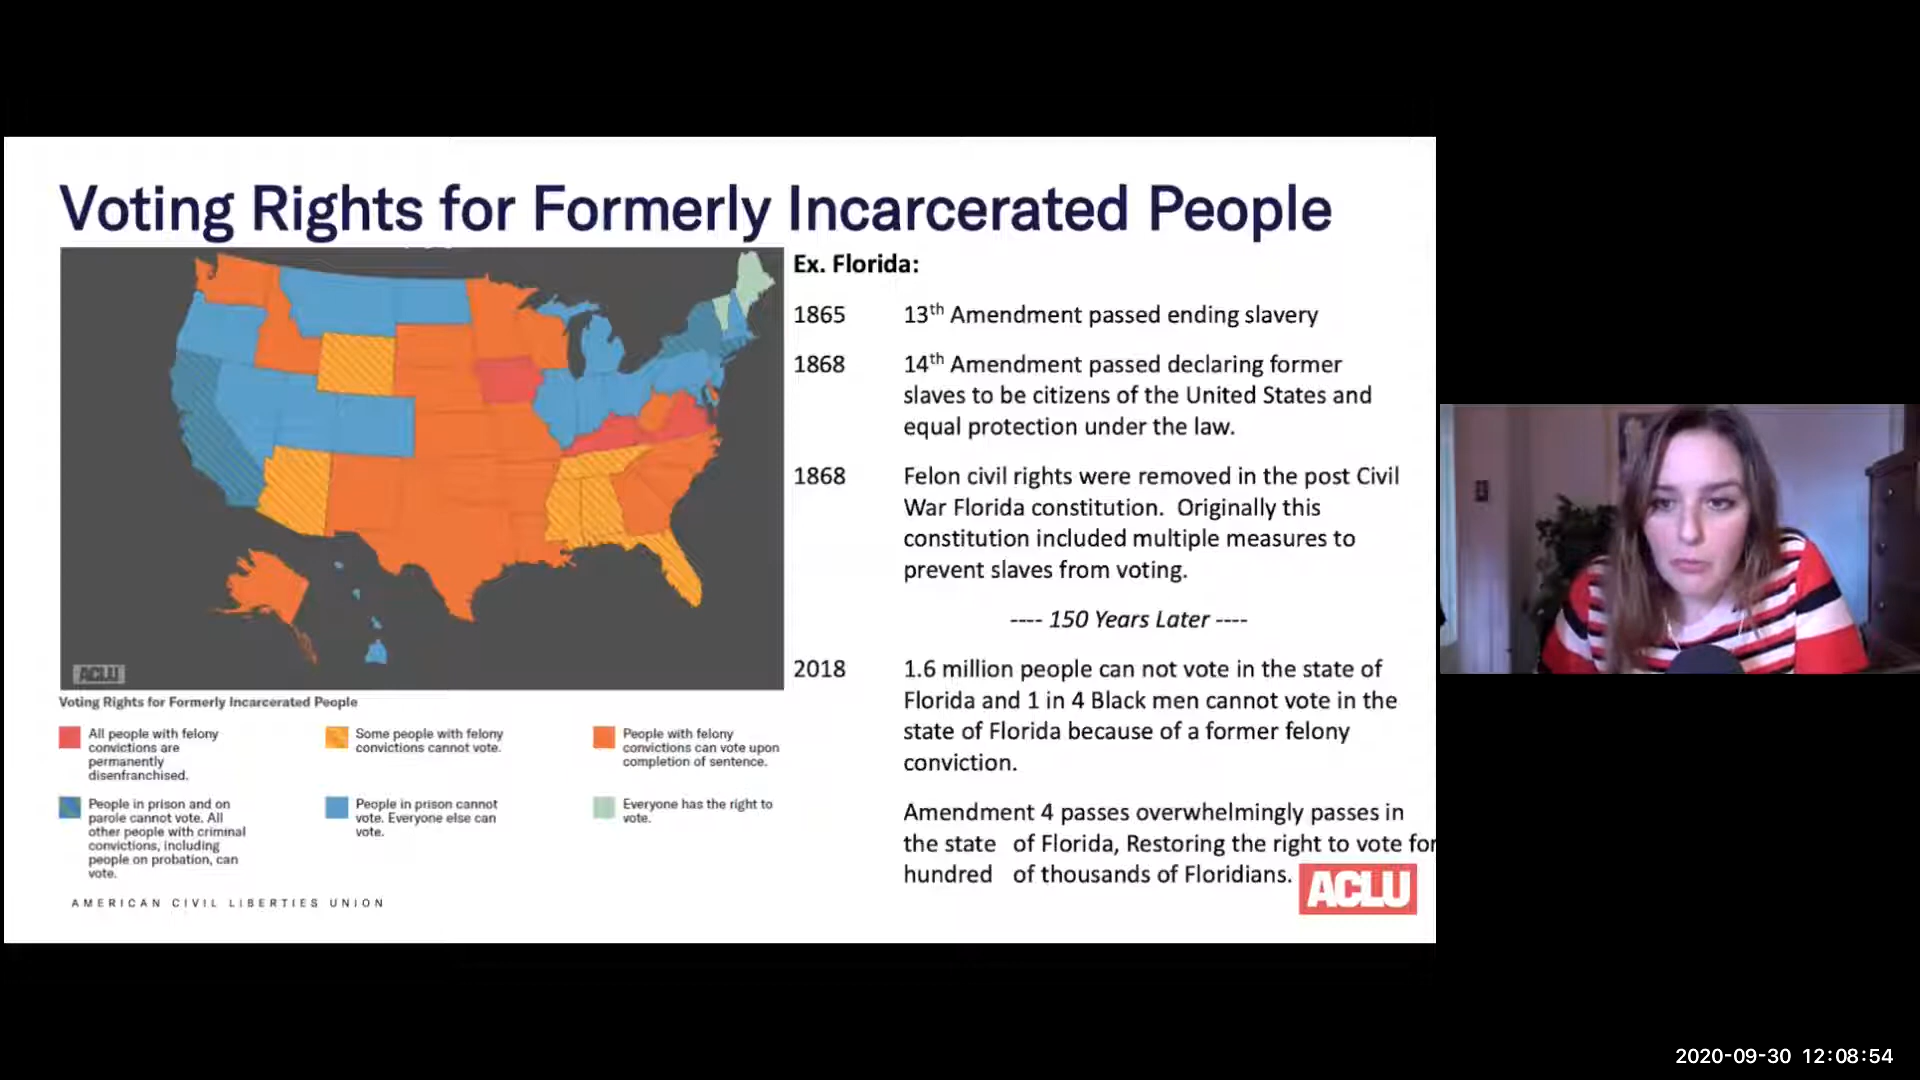 Voting Rights for Formerly Incarcerated People
Ex. Florida:
1865 13th Amendment passed ending slavery
1868 14th Amendment passed declaring former
slaves to be citizens of the United States and
equal protection under the law.
1868 Felon civil rights were removed in the post Civil
War Florida constitution. Originally this
constitution included multiple measures to
prevent slaves from voting.
---- 150 Years Later ----
2018 1.6 million people can not vote in the state of
Florida and 1 in 4 Black men cannot vote in the
state of Florida because of a former felony
conviction.
Amendment 4 passes overwhelmingly passes in
the state of Florida, Restoring the right to vote for
hundred of thousands of Floridians.
ACLU
Voting Rights for Formerly Incarcerated People
All people with felony
convictions are
permanently
disenfranchised.
Some people with felony
convictions cannot vote.
People with felony
convictions can vote upon
completion of sentence.
People in prison and on
parole cannot vote. All
other people with criminal
convictions, including
people on probation, can
vote.
People in prison cannot
vote. Everyone else can
vote.
Everyone has the right to
vote.
AMERICAN CIVIL LIBERTIES UNION
ACLU
2020-09-30 12:08:54